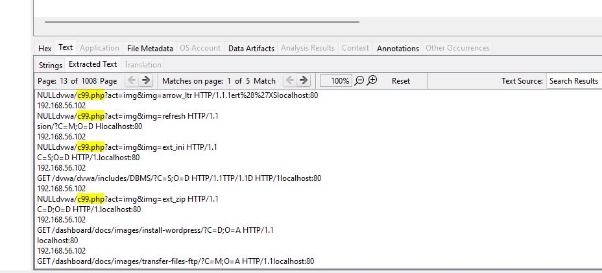 Hex Text Application File Metadata OS Account Data Artifacts Analysis Results Context Annotations Other Occurrences
Strings Extracted Text Translation
Page: 13 of 1008 Page Matches on page: 1 of 5 Match 100% Reset Text Source: Search Results
NULLdvwa/c99.php?act=img&img=arrow_ltr HTTP/1.1.1ert%28%27XSlocalhost:80
192.168.56.102
NULLdvwa/c99.php?act=img&img=refresh HTTP/1.1
sion/?C=M;O=D Hlocalhost:80
192.168.56.102
NULLdvwa/c99.php?act=img&img=ext_ini HTTP/1.1
C=S;O=D HTTP/1.localhost:80
192.168.56.102
GET /dvwa/dvwa/includes/DBMS/?C=S;O=D HTTP/1.1TTP/1.1D HTTP/1localhost:80
192.168.56.102
NULLdvwa/c99.php?act=img&img=ext_zip HTTP/1.1
C=D;O=D HTTP/1.localhost:80
192.168.56.102
GET /dashboard/docs/images/install-wordpress/?C=D;O=A HTTP/1.1
localhost:80
192.168.56.102
GET /dashboard/docs/images/transfer-files-ftp/?C=M;O=A HTTP/1.1localhost:80